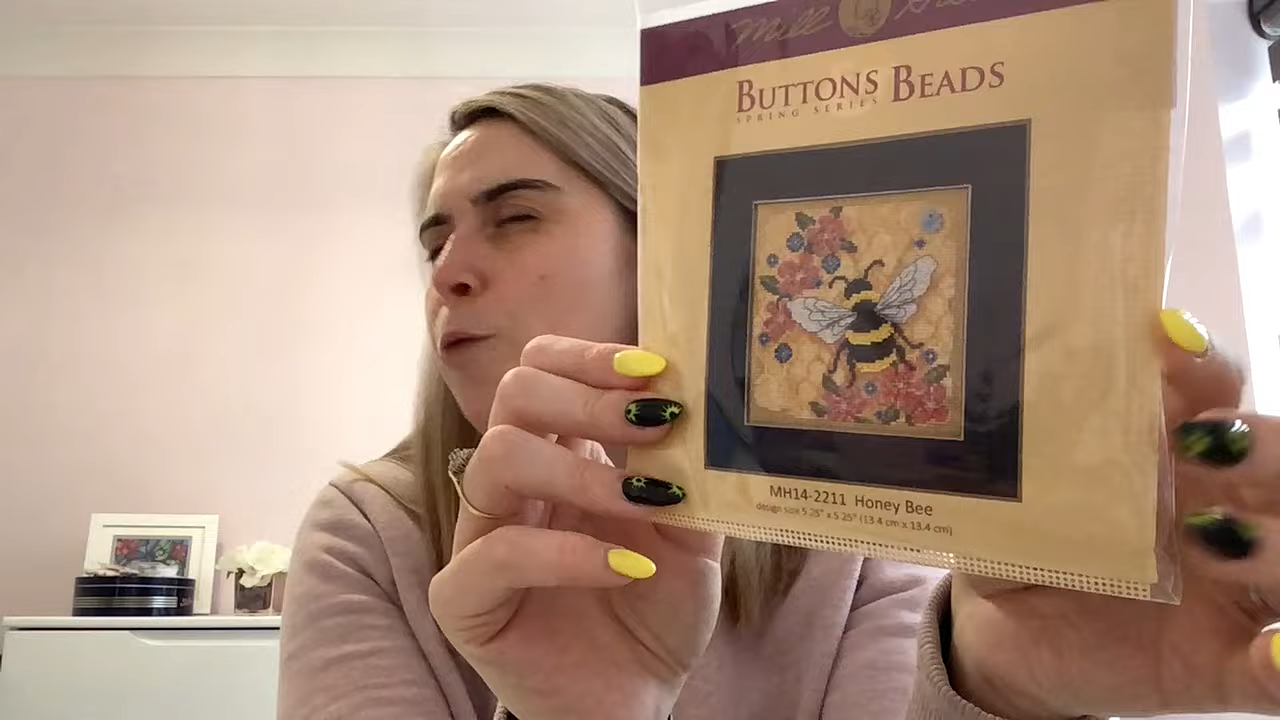 Mill
BUTTONS BEADS
SPRING SERIES
MH14-2211 Honey Bee
design size 5.25" x 5.25" (13.4 cm x 13.4 cm)